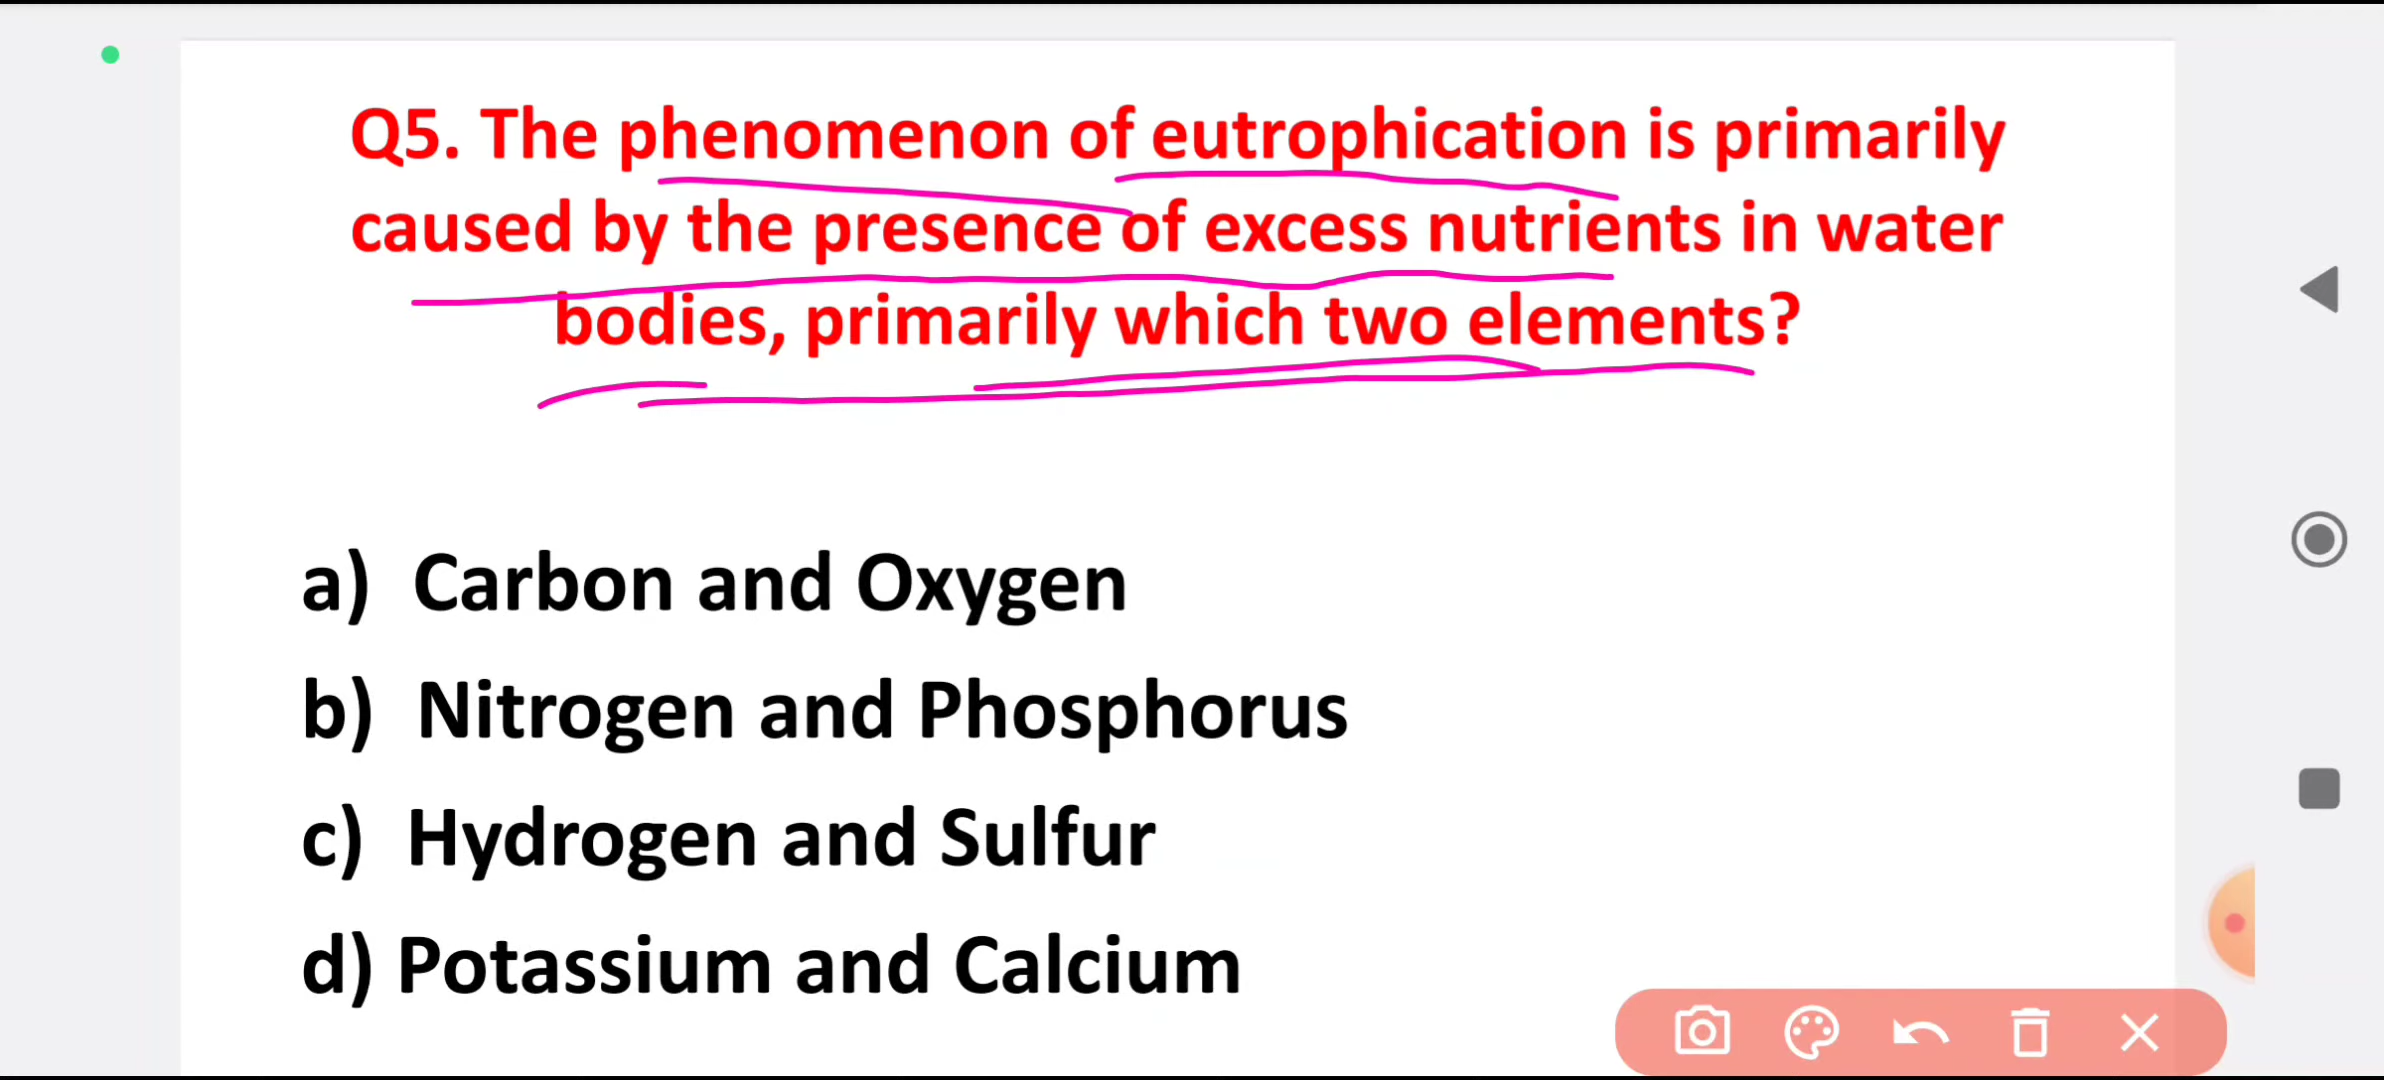 Q5. The phenomenon of eutrophication is primarily
caused by the presence of excess nutrients in water
bodies, primarily which two elements?
a) Carbon and Oxygen
b) Nitrogen and Phosphorus
c) Hydrogen and Sulfur
d) Potassium and Calcium